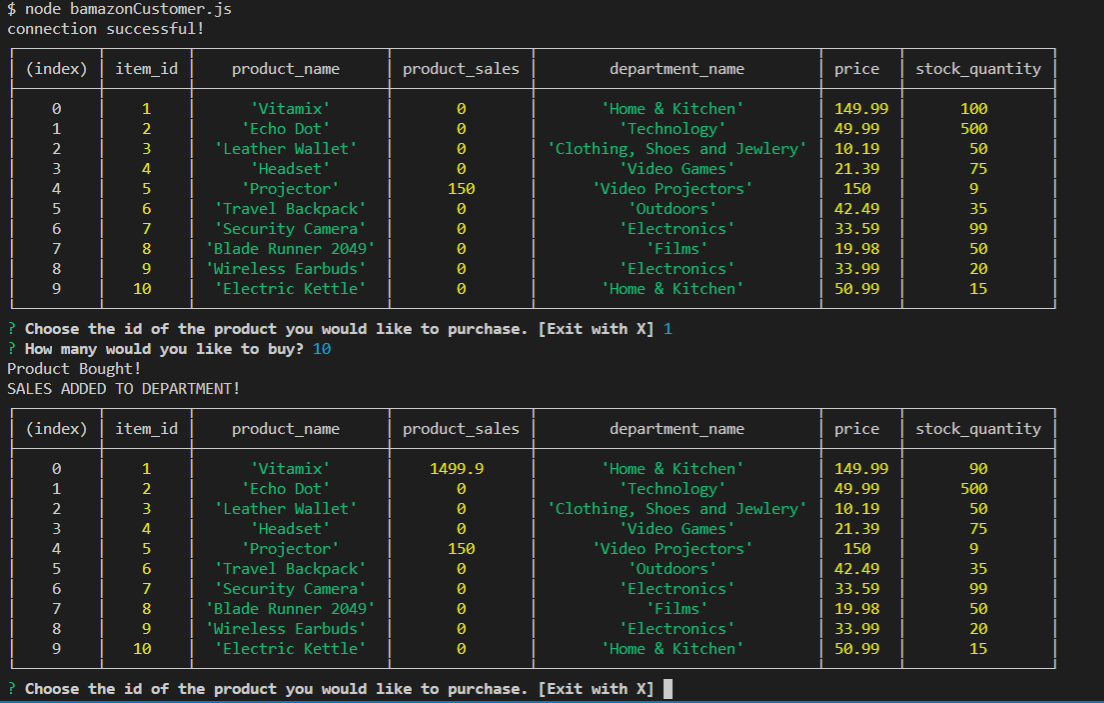 $ node bamazonCustomer.js
connection successful!
(index) item_id product_name product_sales department_name price stock_quantity
0 1 'Vitamix' 0 'Home & Kitchen' 149.99 100
1 2 'Echo Dot' 0 'Technology' 49.99 500
2 3 'Leather Wallet' 0 'Clothing, Shoes and Jewlery' 10.19 50
3 4 'Headset' 0 'Video Games' 21.39 75
4 5 'Projector' 150 'Video Projectors' 150 9
5 6 'Travel Backpack' 0 'Outdoors' 42.49 35
6 7 'Security Camera' 0 'Electronics' 33.59 99
7 8 'Blade Runner 2049' 0 'Films' 19.98 50
8 9 'Wireless Earbuds' 0 'Electronics' 33.99 20
9 10 'Electric Kettle' 0 'Home & Kitchen' 50.99 15
? Choose the id of the product you would like to purchase. [Exit with X] 1
? How many would you like to buy? 10
Product Bought!
SALES ADDED TO DEPARTMENT!
(index) item_id product_name product_sales department_name price stock_quantity
0 1 'Vitamix' 1499.9 'Home & Kitchen' 149.99 90
1 2 'Echo Dot' 0 'Technology' 49.99 500
2 3 'Leather Wallet' 0 'Clothing, Shoes and Jewlery' 10.19 50
3 4 'Headset' 0 'Video Games' 21.39 75
4 5 'Projector' 150 'Video Projectors' 150 9
5 6 'Travel Backpack' 0 'Outdoors' 42.49 35
6 7 'Security Camera' 0 'Electronics' 33.59 99
7 8 'Blade Runner 2049' 0 'Films' 19.98 50
8 9 'Wireless Earbuds' 0 'Electronics' 33.99 20
9 10 'Electric Kettle' 0 'Home & Kitchen' 50.99 15
? Choose the id of the product you would like to purchase. [Exit with X]